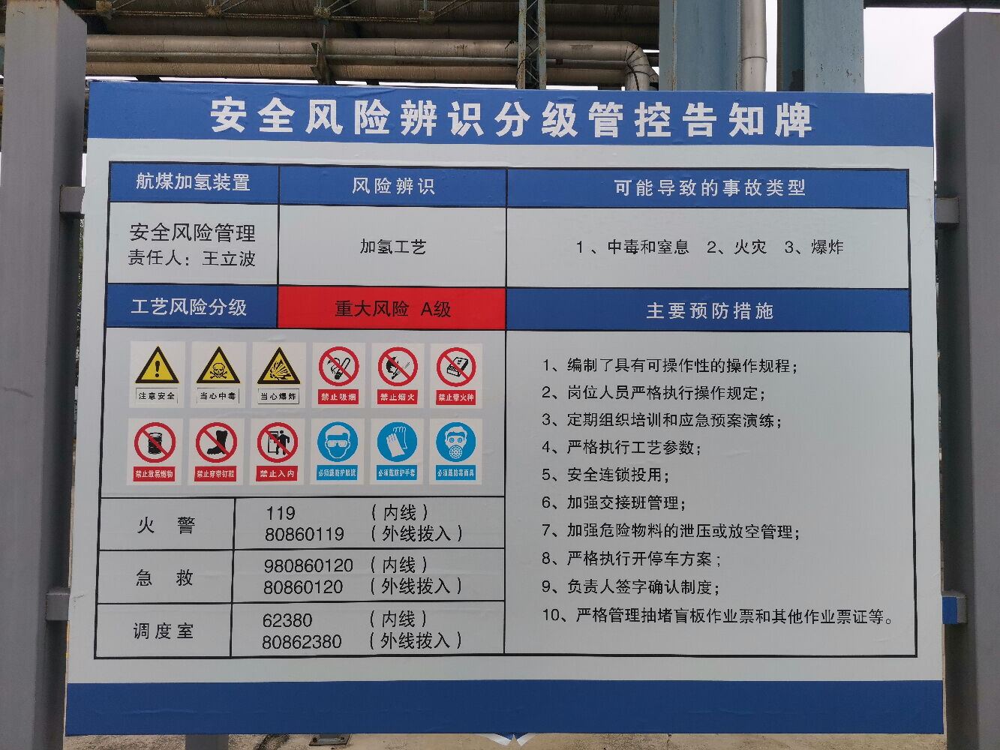 安全风险辨识分级管控告知牌
航煤加氢装置
风险辨识
可能导致的事故类型
安全风险管理
责任人：王立波
加氢工艺
1、中毒和窒息 2、火灾 3、爆炸
工艺风险分级
重大风险 A级
主要预防措施
注意安全
当心中毒
当心爆炸
禁止吸烟
禁止烟火
禁止带火种
禁止放易燃物
禁止穿带钉鞋
禁止入内
必须戴防护眼镜
必须戴防护手套
必须戴防毒面具
1、编制了具有可操作性的操作规程；
2、岗位人员严格执行操作规定；
3、定期组织培训和应急预案演练；
4、严格执行工艺参数；
5、安全连锁投用；
6、加强交接班管理；
7、加强危险物料的泄压或放空管理；
8、严格执行开停车方案；
9、负责人签字确认制度；
10、严格管理抽堵盲板作业票和其他作业票证等。
火 警
119 （内线）
80860119 （外线拨入）
急 救
980860120 （内线）
80860120 （外线拨入）
调度室
62380 （内线）
80862380 （外线拨入）